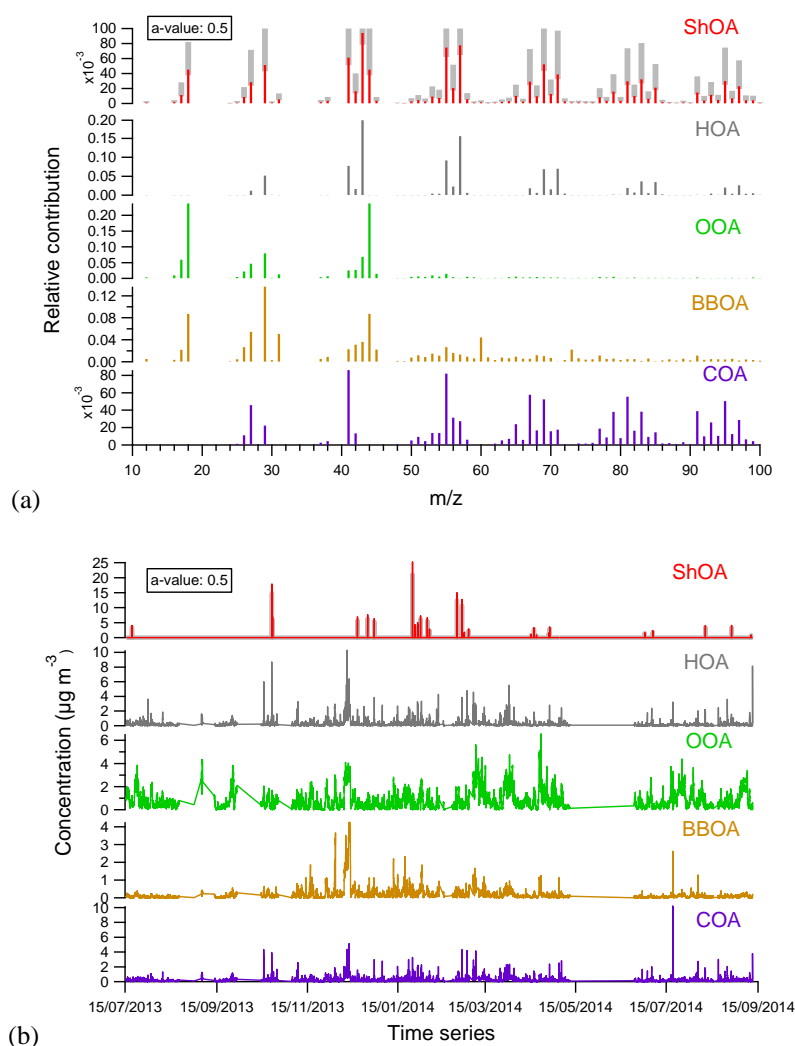 a-value: 0.5
ShOA
100
80
60
40
20
0
x10⁻³
HOA
0.20
0.15
0.10
0.05
0.00
OOA
0.20
0.15
0.10
0.05
0.00
BBOA
0.12
0.08
0.04
0.00
COA
80
60
40
20
0
x10⁻³
Relative contribution
10 20 30 40 50 60 70 80 90 100
m/z
(a)
a-value: 0.5
ShOA
25
20
15
10
5
0
HOA
10
8
6
4
2
0
OOA
6
4
2
0
BBOA
4
3
2
1
0
COA
10
8
6
4
2
0
Concentration (µg m⁻³)
15/07/2013 15/09/2013 15/11/2013 15/01/2014 15/03/2014 15/05/2014 15/07/2014 15/09/2014
Time series
(b)